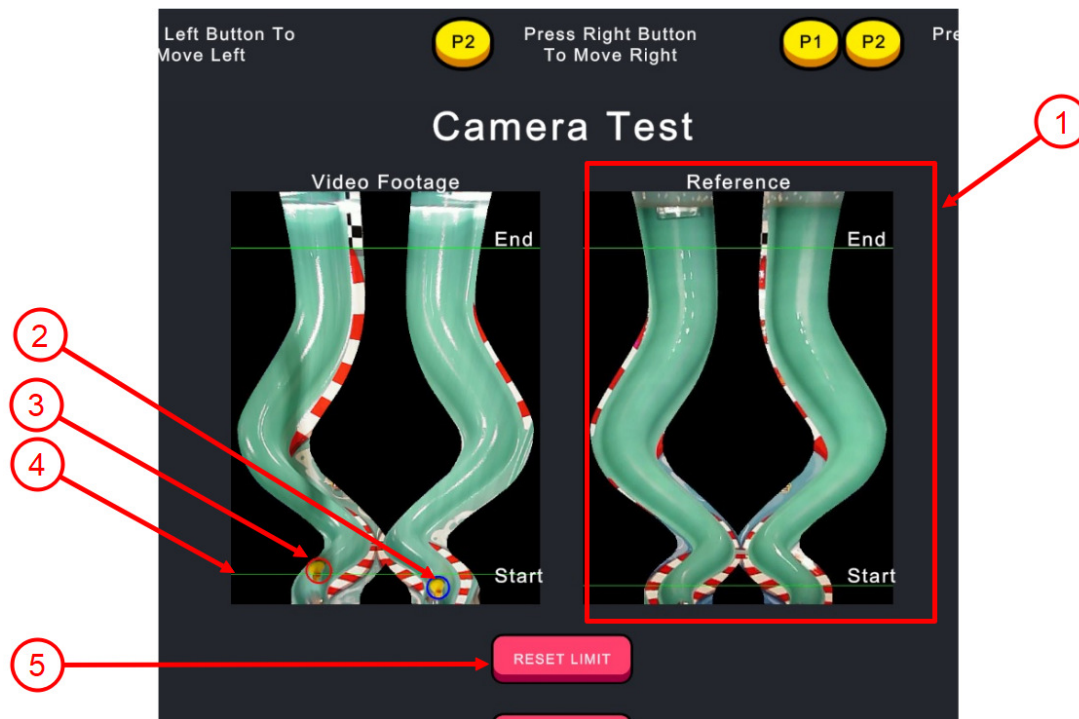 Left Button To
Move Left
P2
Press Right Button
To Move Right
P1 P2
Camera Test
1
Video Footage
Reference
End
End
2
3
4
Start
Start
RESET LIMIT
5